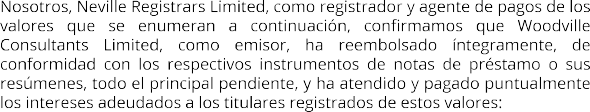 Nosotros, Neville Registrars Limited, como registrador y agente de pagos de los
valores que se enumeran a continuación, confirmamos que Woodville
Consultants Limited, como emisor, ha reembolsado íntegramente, de
conformidad con los respectivos instrumentos de notas de préstamo o sus
resúmenes, todo el principal pendiente, y ha atendido y pagado puntualmente
los intereses adeudados a los titulares registrados de estos valores: